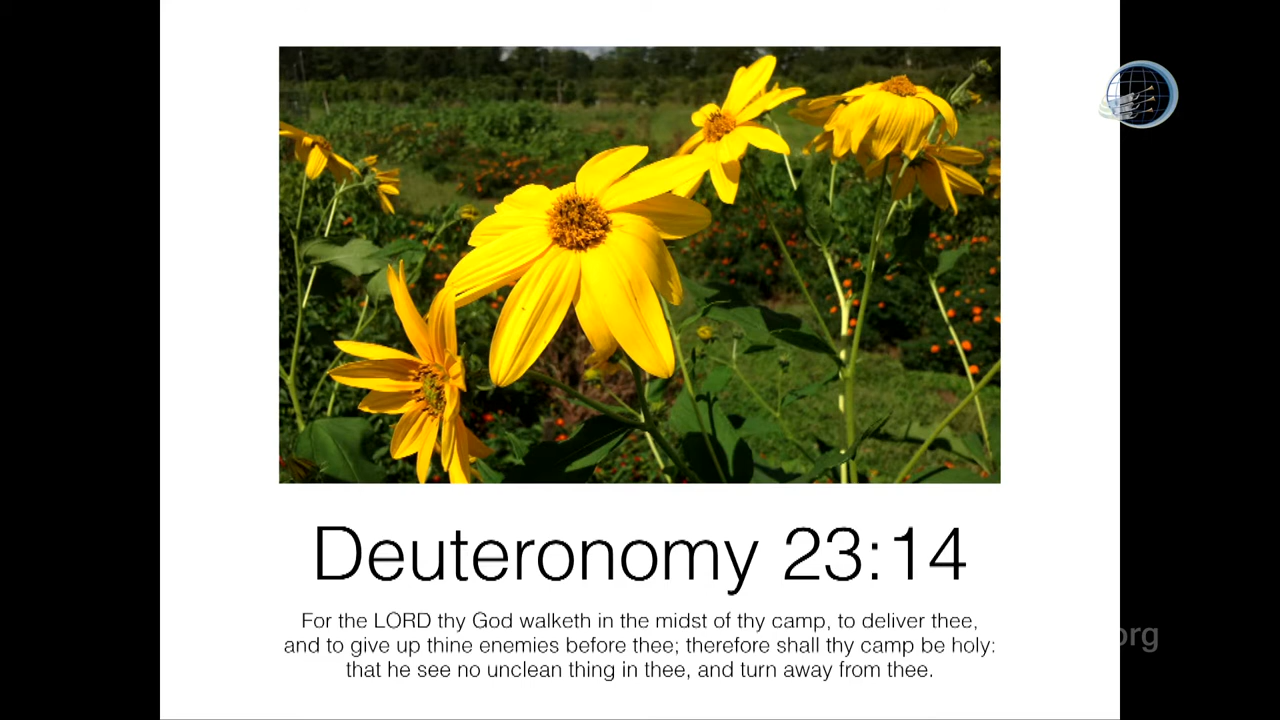 Deuteronomy 23:14
For the LORD thy God walketh in the midst of thy camp, to deliver thee,
and to give up thine enemies before thee; therefore shall thy camp be holy:
that he see no unclean thing in thee, and turn away from thee.
org